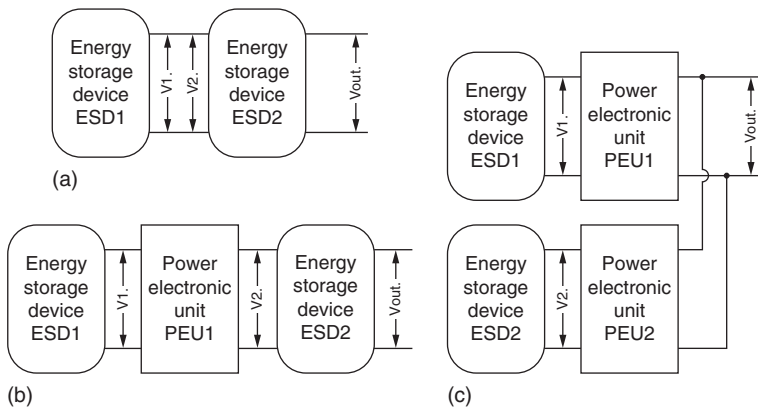 Energy
storage
device
ESD1
V1.
V2.
Energy
storage
device
ESD2
Vout.
(a)
Energy
storage
device
ESD1
V1.
Power
electronic
unit
PEU1
V2.
Energy
storage
device
ESD2
Vout.
(b)
Energy
storage
device
ESD1
V1.
Power
electronic
unit
PEU1
Vout.
Energy
storage
device
ESD2
V2.
Power
electronic
unit
PEU2
(c)